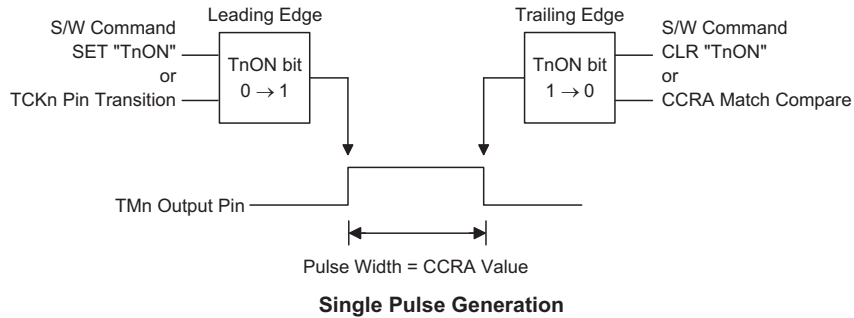 Leading Edge
S/W Command
SET "TnON"
or
TCKn Pin Transition
TnON bit
0 → 1
Trailing Edge
TnON bit
1 → 0
S/W Command
CLR "TnON"
or
CCRA Match Compare
TMn Output Pin
Pulse Width = CCRA Value
Single Pulse Generation